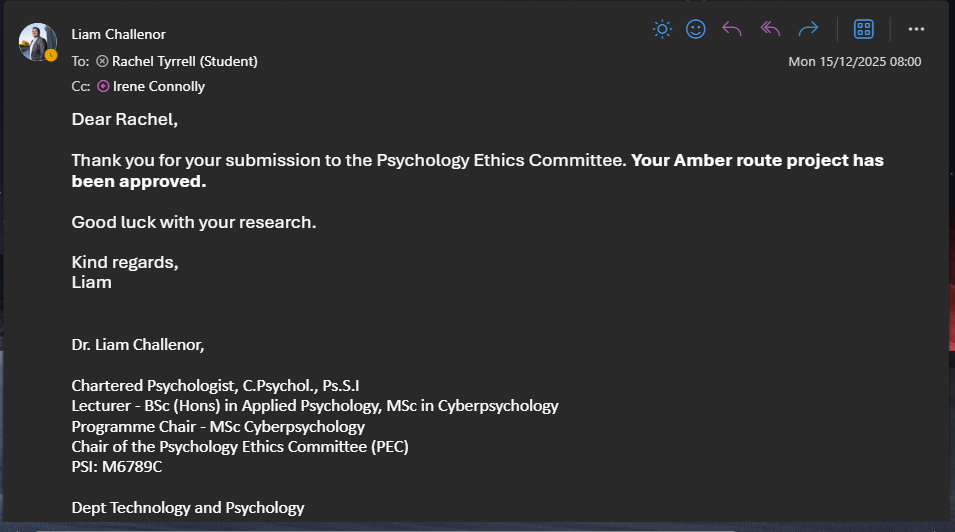 Liam Challenor
To: Rachel Tyrrell (Student)
Mon 15/12/2025 08:00
Cc: Irene Connolly
Dear Rachel,
Thank you for your submission to the Psychology Ethics Committee. Your Amber route project has
been approved.
Good luck with your research.
Kind regards,
Liam
Dr. Liam Challenor,
Chartered Psychologist, C.Psychol., Ps.S.I
Lecturer - BSc (Hons) in Applied Psychology, MSc in Cyberpsychology
Programme Chair - MSc Cyberpsychology
Chair of the Psychology Ethics Committee (PEC)
PSI: M6789C
Dept Technology and Psychology